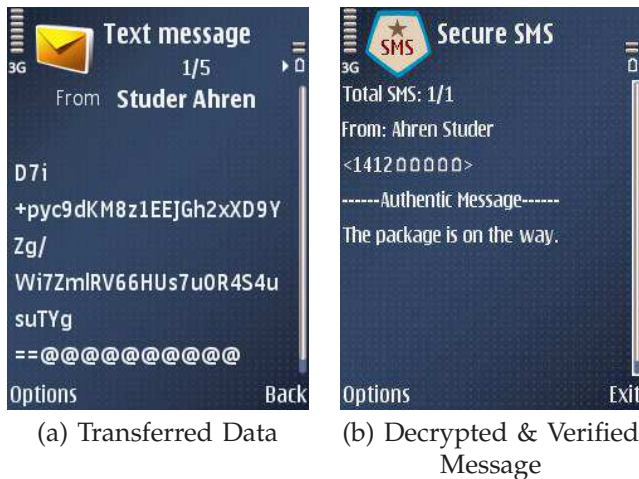 Text message
3G
1/5
From Studer Ahren
D7i
+pyc9dKM8z1EEJGh2xXD9Y
Zg/
Wi7ZmlRV66HUs7u0R4S4u
suTYg
==@@@@@@@@@@
Options Back
(a) Transferred Data
SMS
Secure SMS
3G
Total SMS: 1/1
From: Ahren Studer
<1412▯▯▯▯▯>
------Authentic Message------
The package is on the way.
Options Exit
(b) Decrypted & Verified
Message